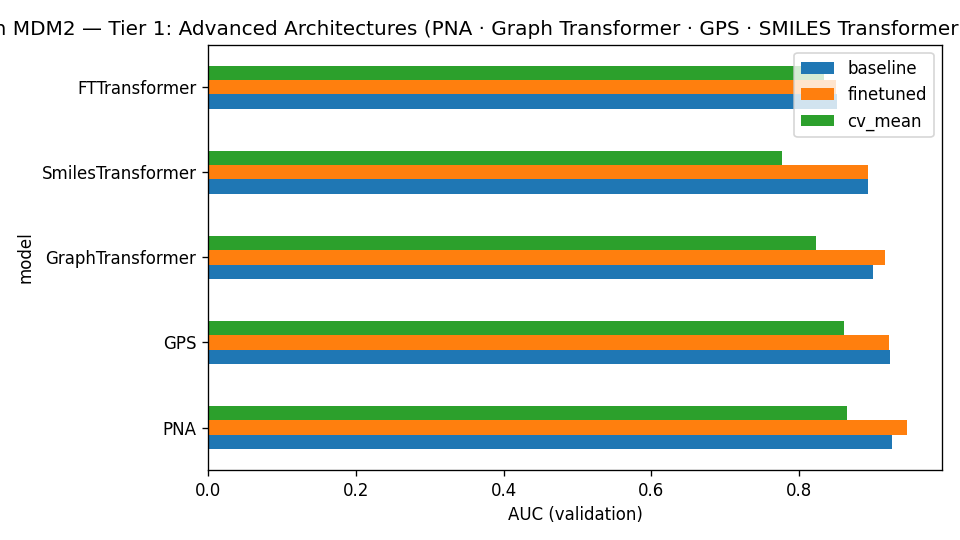 MDM2 — Tier 1: Advanced Architectures (PNA · Graph Transformer · GPS · SMILES Transformer
baseline
finetuned
cv_mean
FTTransformer
SmilesTransformer
GraphTransformer
GPS
PNA
model
0.0 0.2 0.4 0.6 0.8
AUC (validation)